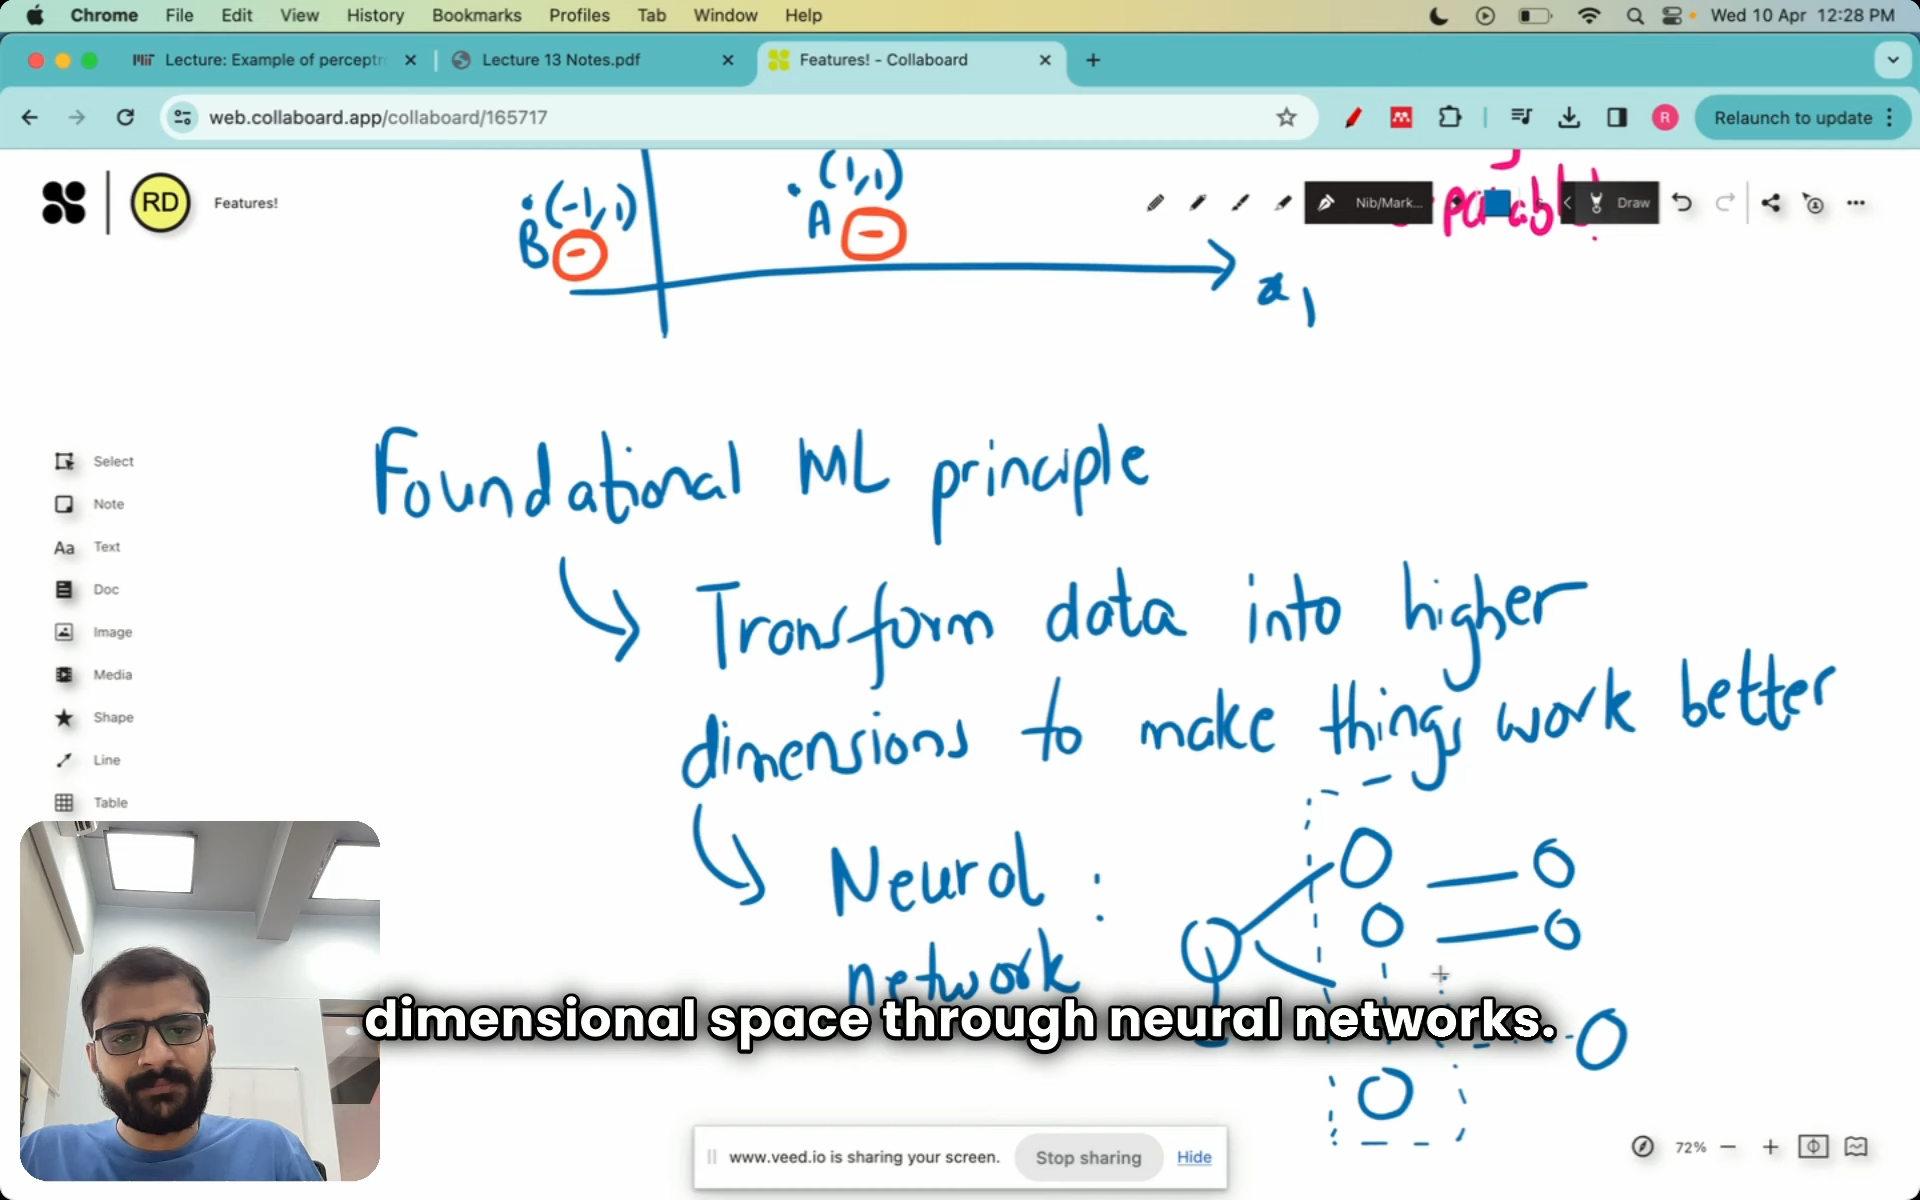 Chrome File Edit View History Bookmarks Profiles Tab Window Help Wed 10 Apr 12:28 PM
Lecture: Example of perceptr Lecture 13 Notes.pdf Features! - Collaboard
web.collaboard.app/collaboard/165717 R Relaunch to update
RD Features! Nib/Mark... Draw
(-1,1) (1,1)
B - A -
x1
Foundational ML principle
Transform data into higher
dimensions to make things work better
Neural :
network
Select
Note
Aa Text
Doc
Image
Media
Shape
Line
Table
dimensional space through neural networks.
www.veed.io is sharing your screen. Stop sharing Hide
72% - +